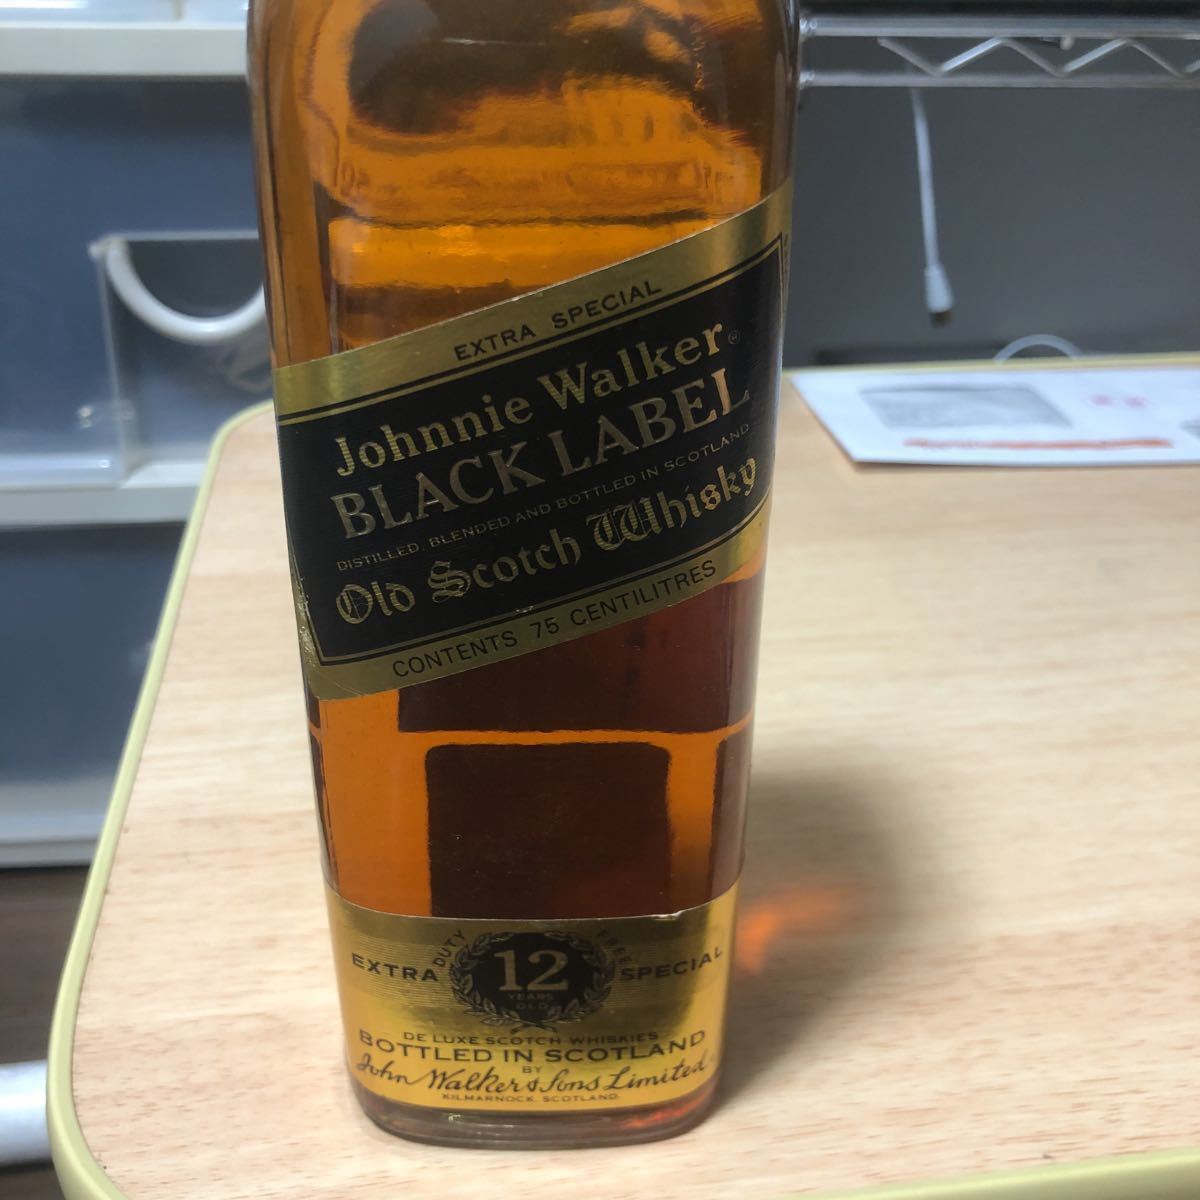 EXTRA SPECIAL
Johnnie Walker®
BLACK LABEL
DISTILLED, BLENDED AND BOTTLED IN SCOTLAND
Old Scotch Whisky
CONTENTS 75 CENTILITRES
DUTY FREE
EXTRA 12 SPECIAL
YEARS
OLD
DE LUXE SCOTCH WHISKIES
BOTTLED IN SCOTLAND
BY
John Walker & Sons Limited
KILMARNOCK, SCOTLAND.